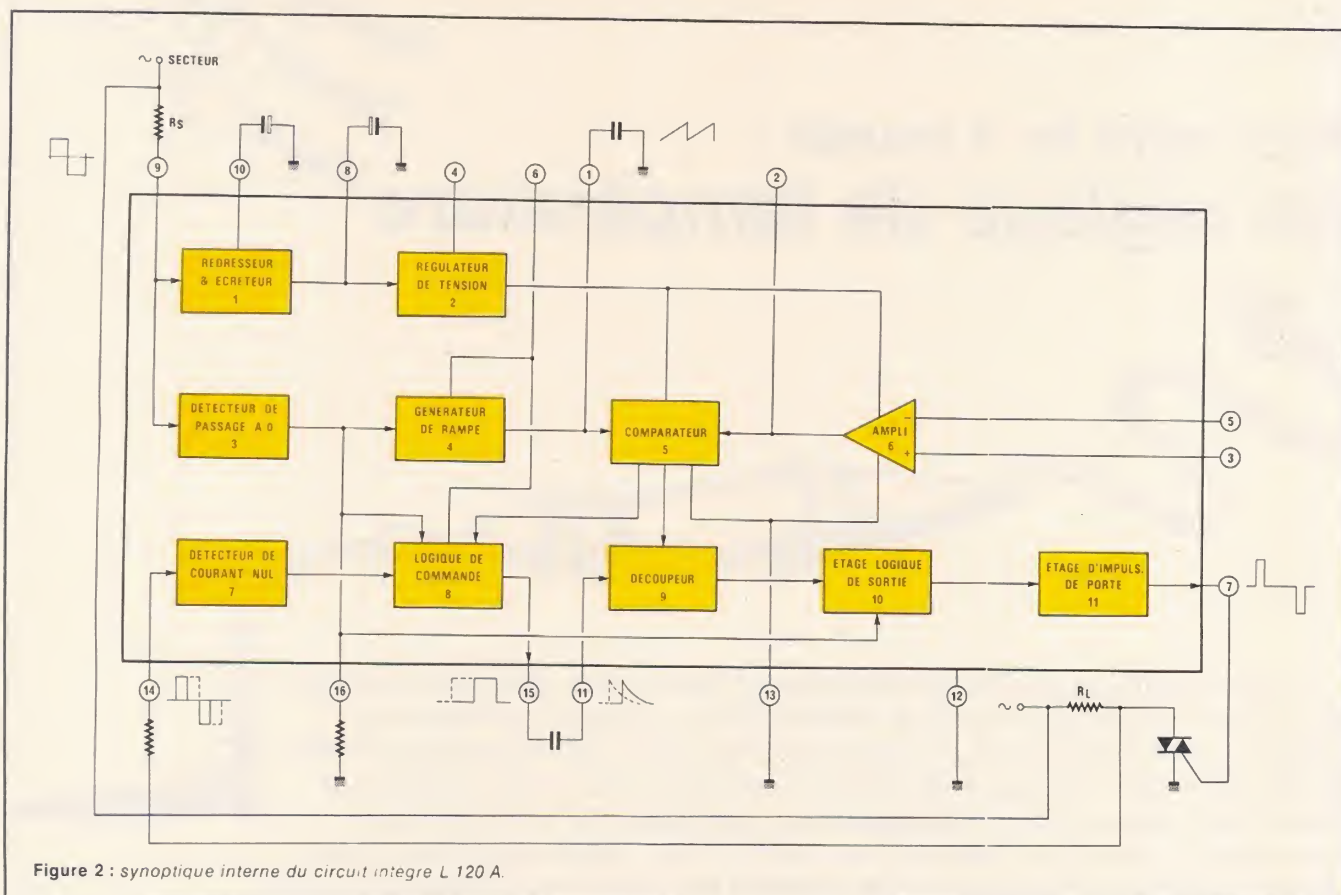 ~ SECTEUR
RS
9
10
8
4
6
1
2
REDRESSEUR
& ECRETEUR
1
REGULATEUR
DE TENSION
2
DETECTEUR DE
PASSAGE A 0
3
GENERATEUR
DE RAMPE
4
COMPARATEUR
5
AMPLI
6
−
+
5
3
DETECTEUR DE
COURANT NUL
7
LOGIQUE DE
COMMANDE
8
DECOUPEUR
9
ETAGE LOGIQUE
DE SORTIE
10
ETAGE D'IMPULS.
DE PORTE
11
7
14
16
15
11
13
12
~
RL
Figure 2 : synoptique interne du circuit intègre L 120 A.